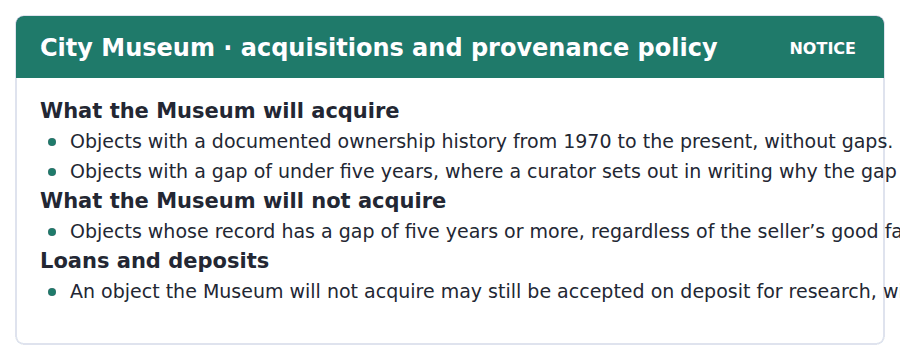 City Museum · acquisitions and provenance policy
NOTICE
What the Museum will acquire
Objects with a documented ownership history from 1970 to the present, without gaps.
Objects with a gap of under five years, where a curator sets out in writing why the gap
What the Museum will not acquire
Objects whose record has a gap of five years or more, regardless of the seller’s good
Loans and deposits
An object the Museum will not acquire may still be accepted on deposit for research,